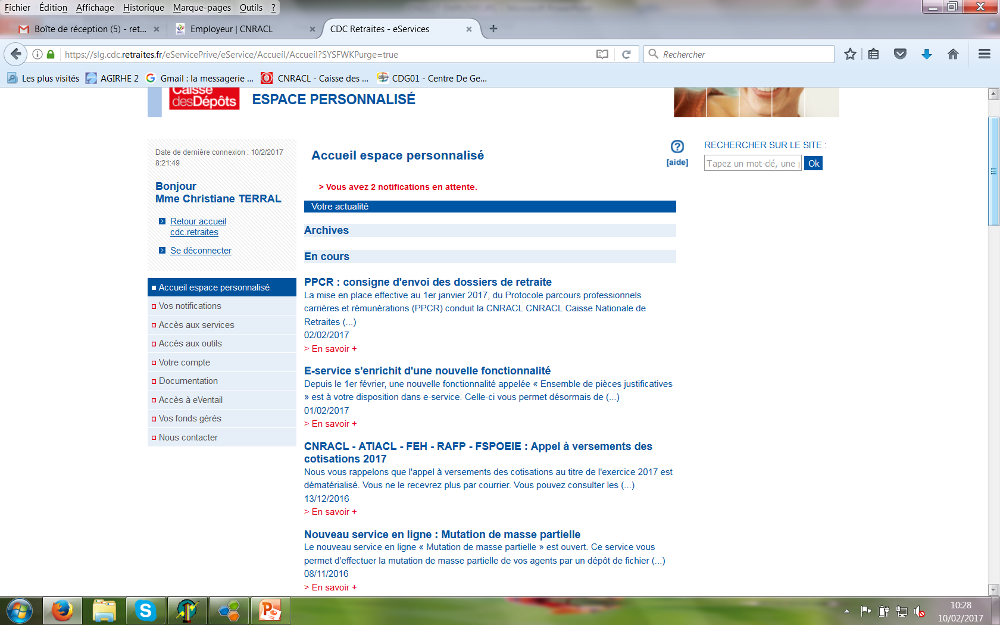 Fichier Édition Affichage Historique Marque-pages Outils ?
Boîte de réception (5) - ret... Employeur | CNRACL CDC Retraites - eServices
https://slg.cdc.retraites.fr/eServicePrive/eService/Accueil/Accueil?SYSFWKPurge=true Rechercher
Les plus visités AGIRHE 2 Gmail : la messagerie ... CNRACL - Caisse des ... CDG01 - Centre De Ge...
Caisse
desDépôts
ESPACE PERSONNALISÉ
Date de dernière connexion : 10/2/2017
8:21:49
Bonjour
Mme Christiane TERRAL
Retour accueil
cdc.retraites
Se déconnecter
Accueil espace personnalisé
Vos notifications
Accès aux services
Accès aux outils
Votre compte
Documentation
Accès à eVentail
Vos fonds gérés
Nous contacter
Accueil espace personnalisé
[aide]
> Vous avez 2 notifications en attente.
Votre actualité
Archives
En cours
PPCR : consigne d'envoi des dossiers de retraite
La mise en place effective au 1er janvier 2017, du Protocole parcours professionnels
carrières et rémunérations (PPCR) conduit la CNRACL CNRACL Caisse Nationale de
Retraites (...)
02/02/2017
> En savoir +
E-service s'enrichit d'une nouvelle fonctionnalité
Depuis le 1er février, une nouvelle fonctionnalité appelée « Ensemble de pièces justificatives
» est à votre disposition dans e-service. Celle-ci vous permet désormais de (...)
01/02/2017
> En savoir +
CNRACL - ATIACL - FEH - RAFP - FSPOEIE : Appel à versements des
cotisations 2017
Nous vous rappelons que l'appel à versements des cotisations au titre de l'exercice 2017 est
dématérialisé. Vous ne le recevrez plus par courrier. Vous pouvez consulter les (...)
13/12/2016
> En savoir +
Nouveau service en ligne : Mutation de masse partielle
Le nouveau service en ligne « Mutation de masse partielle » est ouvert. Ce service vous
permet d'effectuer la mutation de masse partielle de vos agents par un dépôt de fichier (...)
08/11/2016
> En savoir +
RECHERCHER SUR LE SITE :
Tapez un mot-clé, une Ok
10:28
10/02/2017